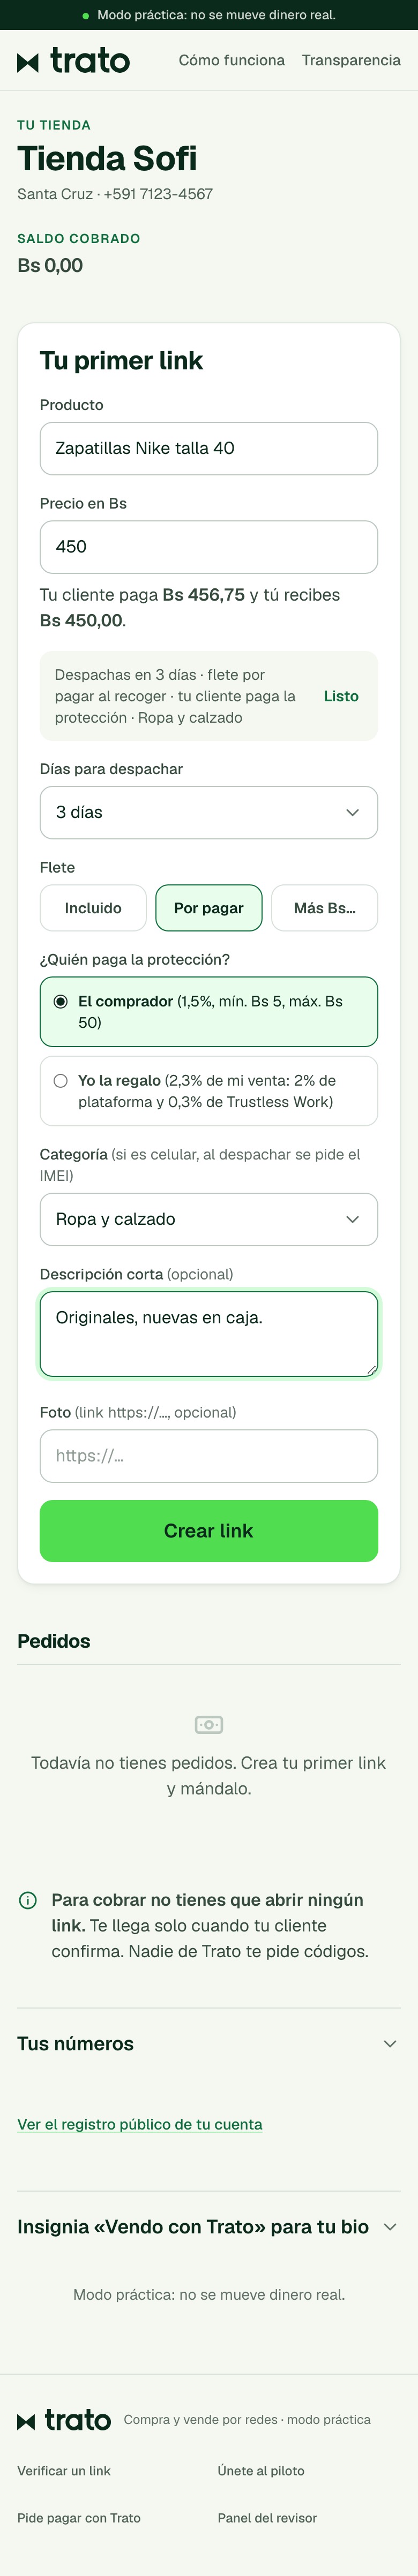 Modo práctica: no se mueve dinero real.
trato
Cómo funciona
Transparencia
TU TIENDA
Tienda Sofi
Santa Cruz · +591 7123-4567
SALDO COBRADO
Bs 0,00
Tu primer link
Producto
Zapatillas Nike talla 40
Precio en Bs
450
Tu cliente paga Bs 456,75 y tú recibes
Bs 450,00.
Despachas en 3 días · flete por
pagar al recoger · tu cliente paga la
protección · Ropa y calzado
Listo
Días para despachar
3 días
Flete
Incluido
Por pagar
Más Bs...
¿Quién paga la protección?
El comprador (1,5%, mín. Bs 5, máx. Bs
50)
Yo la regalo (2,3% de mi venta: 2% de
plataforma y 0,3% de Trustless Work)
Categoría (si es celular, al despachar se pide el
IMEI)
Ropa y calzado
Descripción corta (opcional)
Originales, nuevas en caja.
Foto (link https://..., opcional)
https://...
Crear link
Pedidos
Todavía no tienes pedidos. Crea tu primer link
y mándalo.
Para cobrar no tienes que abrir ningún
link. Te llega solo cuando tu cliente
confirma. Nadie de Trato te pide códigos.
Tus números
Ver el registro público de tu cuenta
Insignia «Vendo con Trato» para tu bio
Modo práctica: no se mueve dinero real.
trato
Compra y vende por redes · modo práctica
Verificar un link
Únete al piloto
Pide pagar con Trato
Panel del revisor